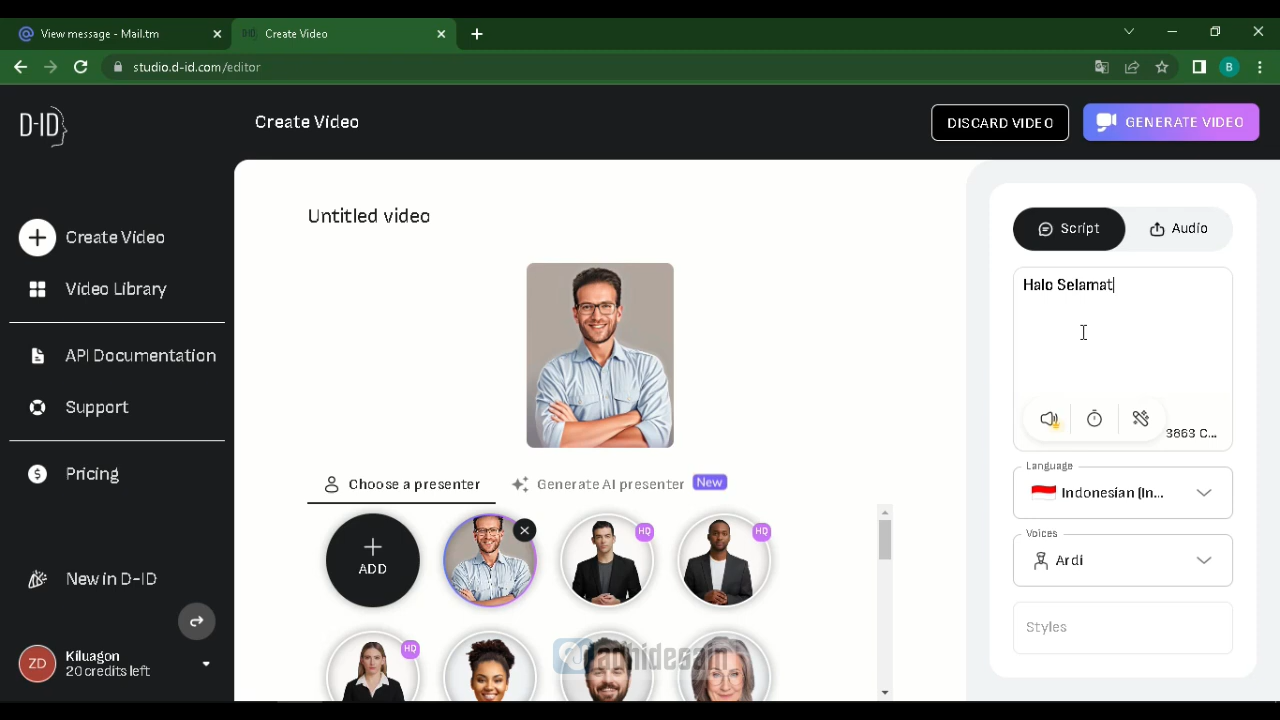 View message - Mail.tm
Create Video
studio.d-id.com/editor
B
D-ID
Create Video
DISCARD VIDEO
GENERATE VIDEO
Create Video
Video Library
API Documentation
Support
Pricing
New in D-ID
ZD
Kiluagon
20 credits left
Untitled video
Choose a presenter
Generate AI presenter
New
ADD
HQ
HQ
HQ
Script
Audio
Halo Selamat
3863 C...
Language
Indonesian (In...
Voices
Ardi
Styles